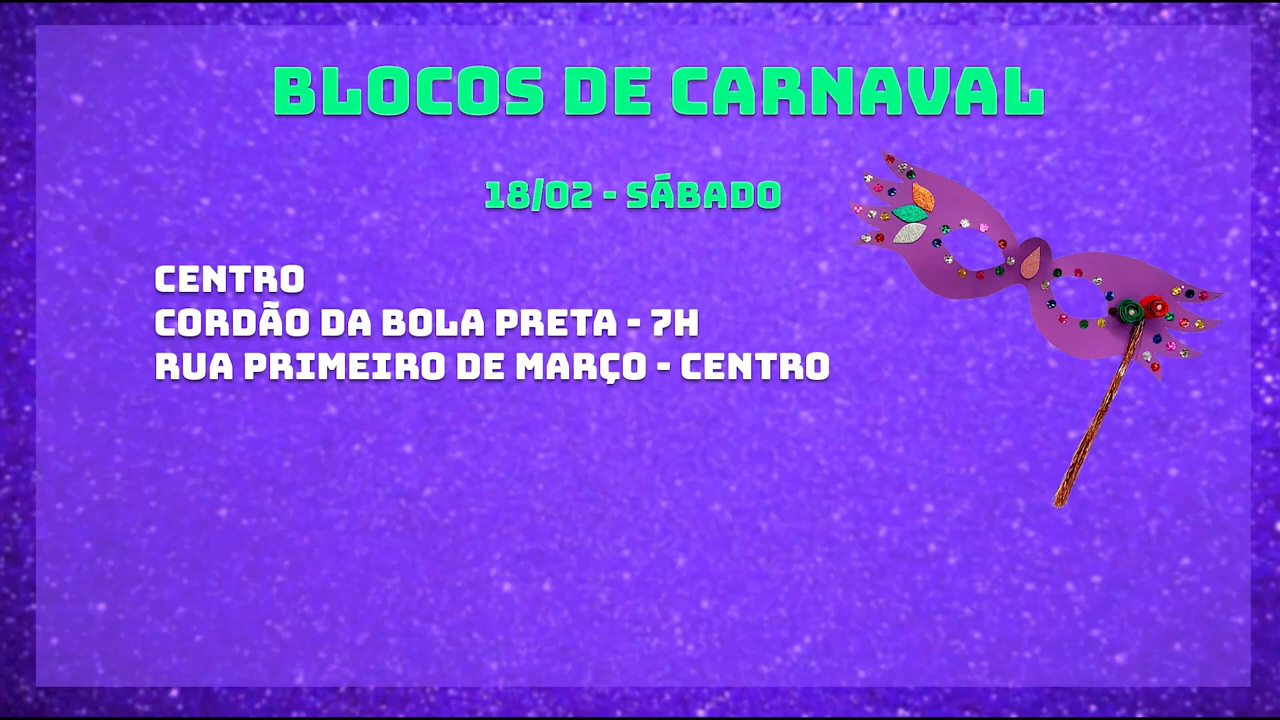 BLOCOS DE CARNAVAL
18/02 - SÁBADO
CENTRO
CORDÃO DA BOLA PRETA - 7H
RUA PRIMEIRO DE MARÇO - CENTRO